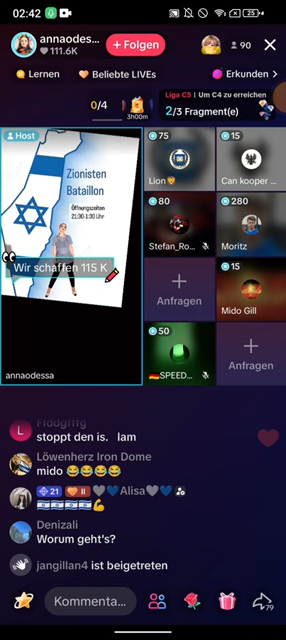 02:42
25
annaodes...
111.6K
+ Folgen
90
Lernen
Beliebte LIVEs
Erkunden
0/4
3h00m
Liga C5 | Um C4 zu erreichen
2/3 Fragment(e)
Host
Zionisten
Bataillon
Öffnungszeiten
21:30-1:30 Uhr
Wir schaffen 115 K
annaodessa
75
Lion
15
Can kooper ...
80
Stefan_Ro...
280
Moritz
Anfragen
15
Mido Gill
50
SPEED...
Anfragen
L
stoppt den is. lam
Löwenherz Iron Dome
mido
21
II
Alisa
Denizali
Worum geht's?
jangillan4 ist beigetreten
Kommenta...
79